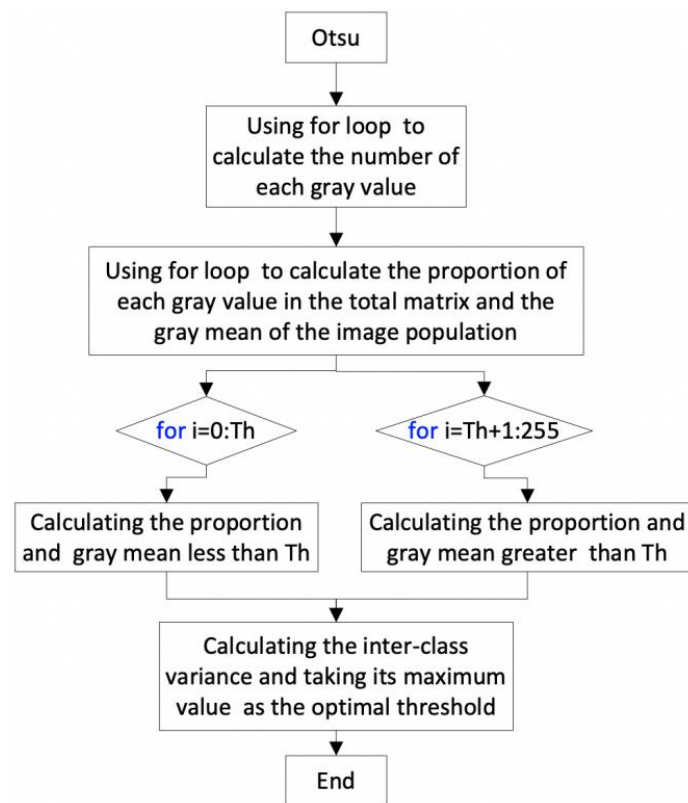 Otsu
Using for loop to
calculate the number of
each gray value
Using for loop to calculate the proportion of
each gray value in the total matrix and the
gray mean of the image population
for i=0:Th
for i=Th+1:255
Calculating the proportion
and gray mean less than Th
Calculating the proportion and
gray mean greater than Th
Calculating the inter-class
variance and taking its maximum
value as the optimal threshold
End